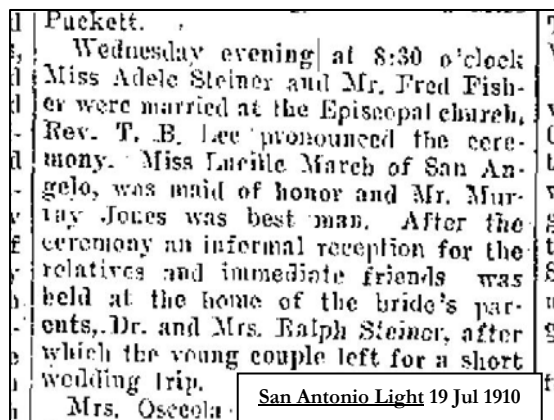 Puckett.
Wednesday evening at 8:30 o'clock
Miss Adele Steiner and Mr. Fred Fish-
er were married at the Episcopal church,
Rev. T. B. Lee pronounced the cere-
mony. Miss Lucille March of San An-
gelo, was maid of honor and Mr. Mur-
ray Jones was best man. After the
ceremony an informal reception for the
relatives and immediate friends was
held at the home of the bride's par-
ents, Dr. and Mrs. Ralph Steiner, after
which the young couple left for a short
wedding trip.
Mrs. Osceola
San Antonio Light 19 Jul 1910